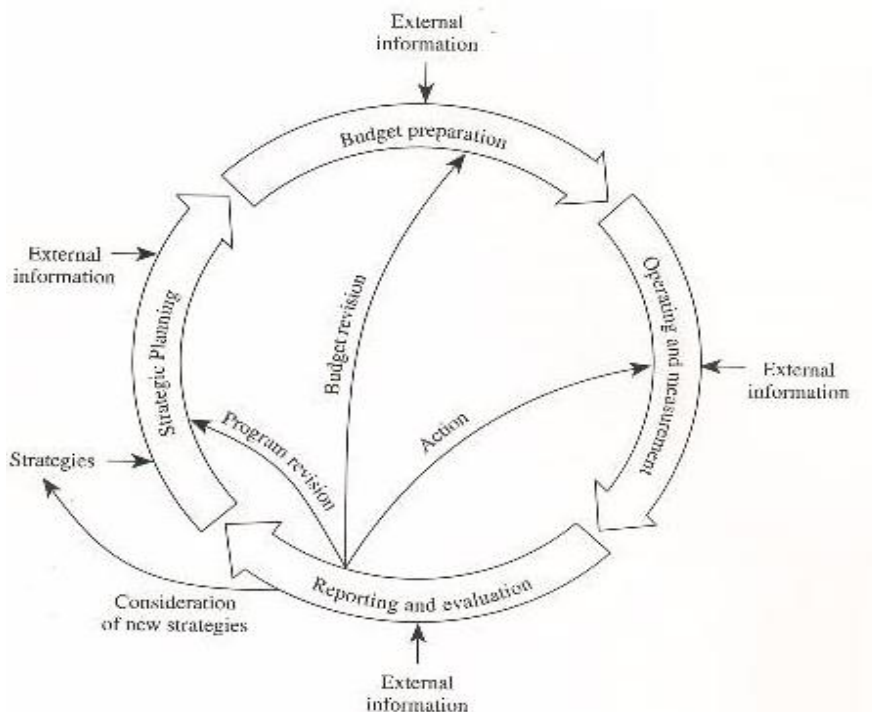 External
information
Budget preparation
External
information
Strategic Planning
Operating and measurement
Budget revision
External
information
Action
Program revision
Strategies
Reporting and evaluation
Consideration
of new strategies
External
information